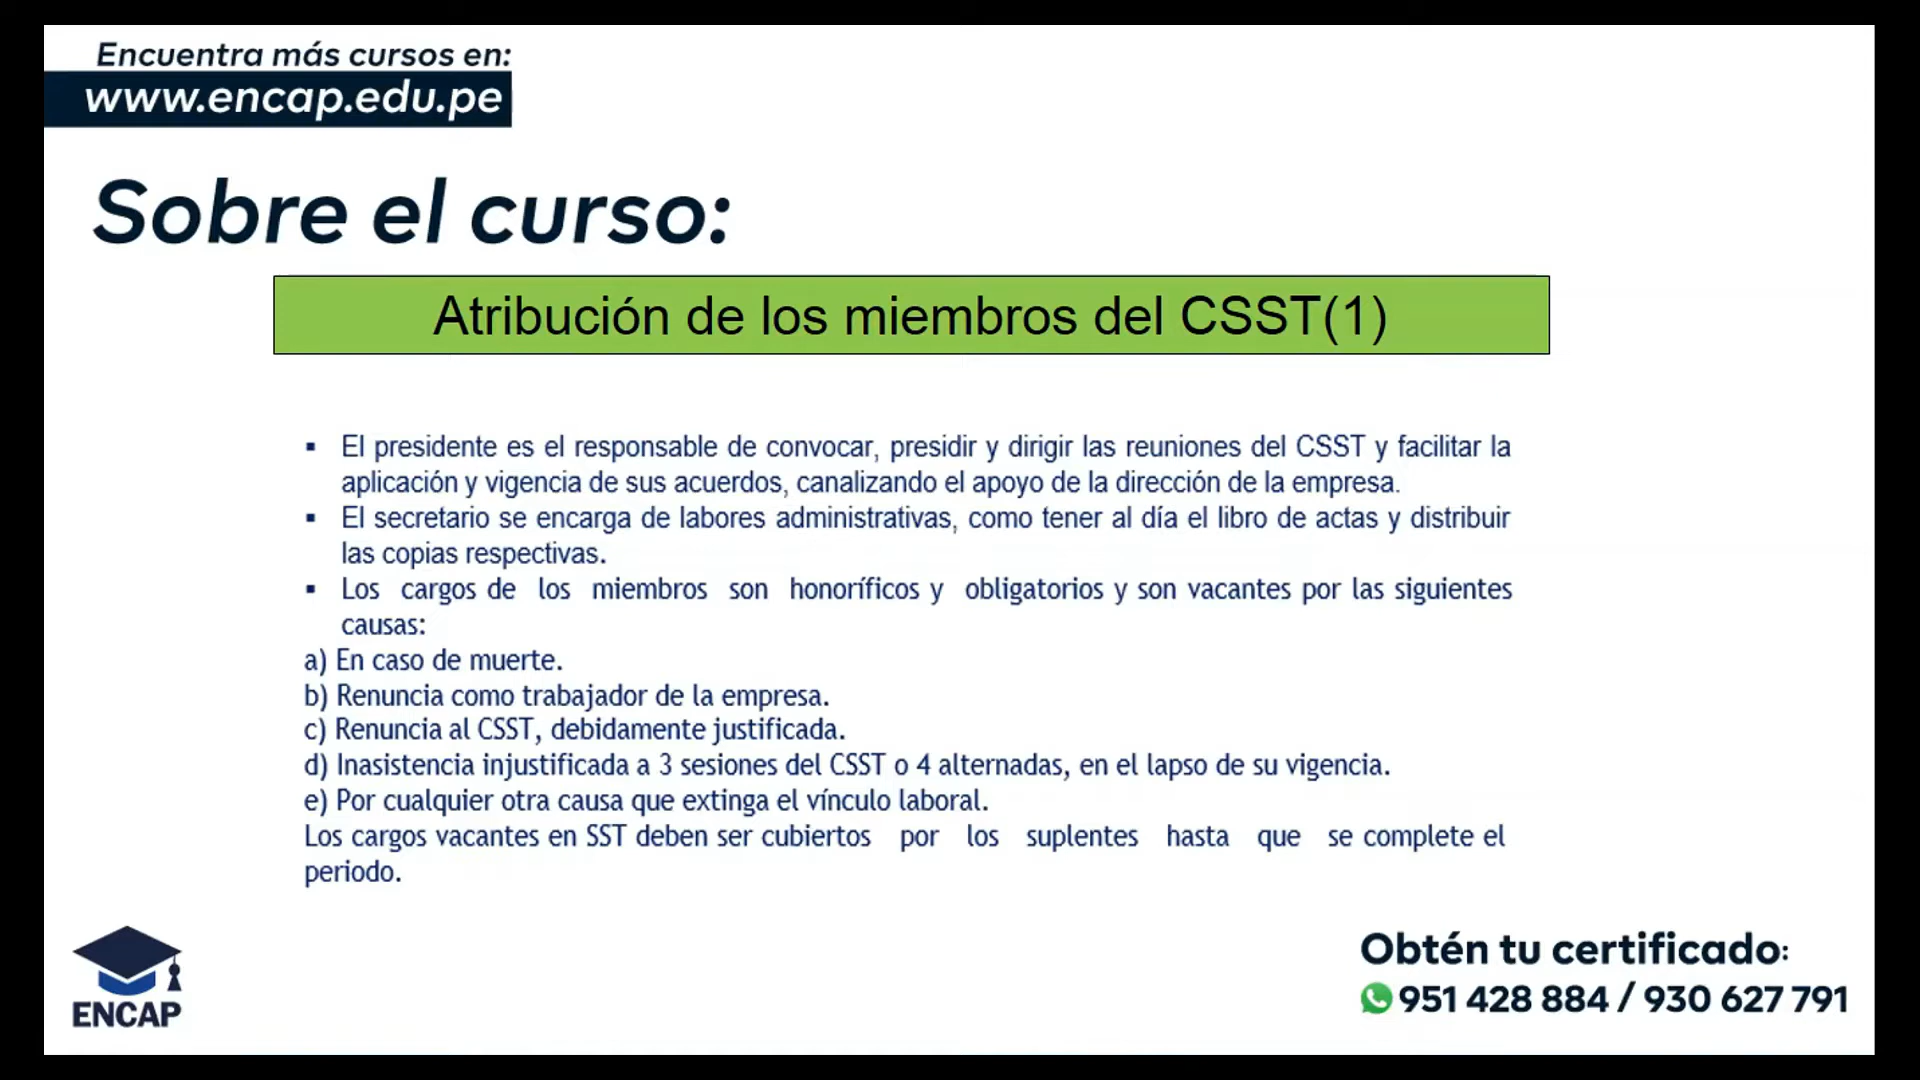 Encuentra más cursos en:
www.encap.edu.pe
Sobre el curso:
Atribución de los miembros del CSST(1)
▪ El presidente es el responsable de convocar, presidir y dirigir las reuniones del CSST y facilitar la
aplicación y vigencia de sus acuerdos, canalizando el apoyo de la dirección de la empresa.
▪ El secretario se encarga de labores administrativas, como tener al día el libro de actas y distribuir
las copias respectivas.
▪ Los cargos de los miembros son honoríficos y obligatorios y son vacantes por las siguientes
causas:
a) En caso de muerte.
b) Renuncia como trabajador de la empresa.
c) Renuncia al CSST, debidamente justificada.
d) Inasistencia injustificada a 3 sesiones del CSST o 4 alternadas, en el lapso de su vigencia.
e) Por cualquier otra causa que extinga el vínculo laboral.
Los cargos vacantes en SST deben ser cubiertos por los suplentes hasta que se complete el
periodo.
ENCAP
Obtén tu certificado:
951 428 884 / 930 627 791